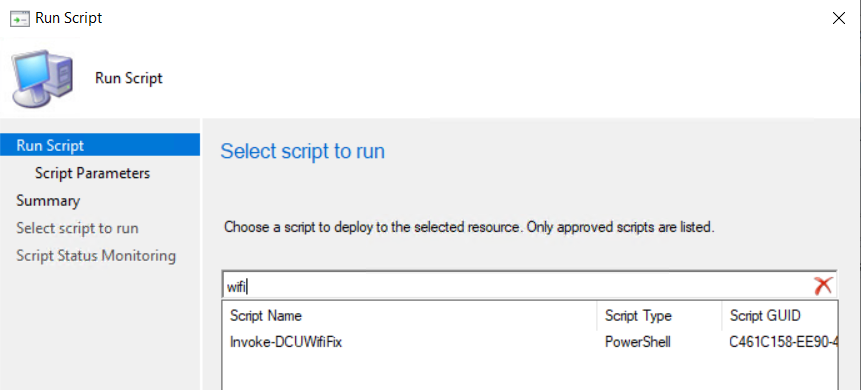 Run Script
Run Script
Run Script
Script Parameters
Summary
Select script to run
Script Status Monitoring
Select script to run
Choose a script to deploy to the selected resource. Only approved scripts are listed.
wifi
Script Name Script Type Script GUID
Invoke-DCUWifiFix PowerShell C461C158-EE90-4